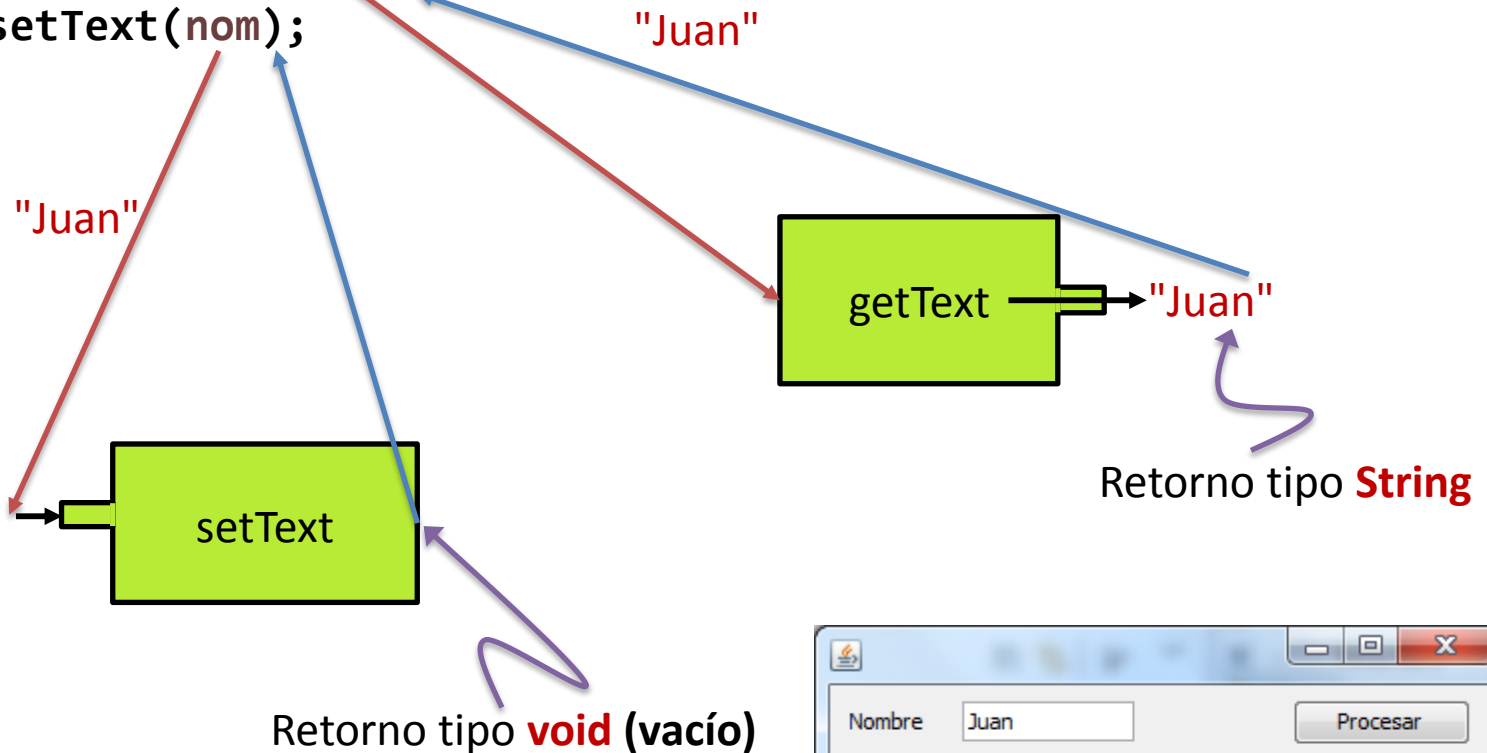 setText(nom);
"Juan"
"Juan"
getText
"Juan"
Retorno tipo String
setText
Retorno tipo void (vacío)
Nombre
Juan
Procesar